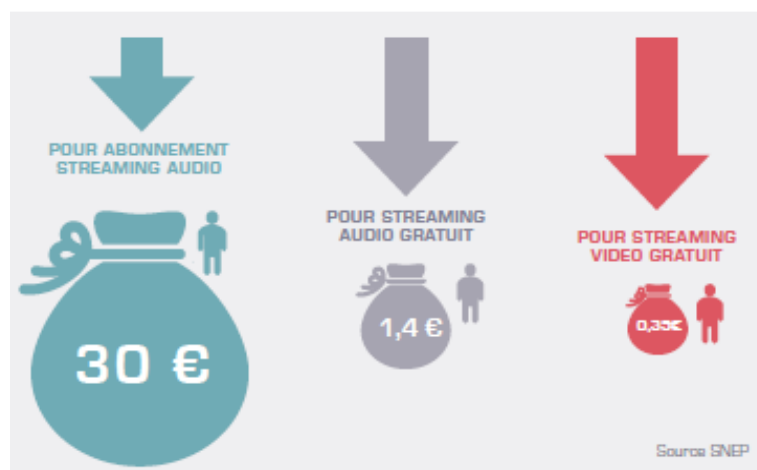 POUR ABONNEMENT
STREAMING AUDIO
30 €
POUR STREAMING
AUDIO GRATUIT
1,4 €
POUR STREAMING
VIDEO GRATUIT
0,35€
Source SNEP